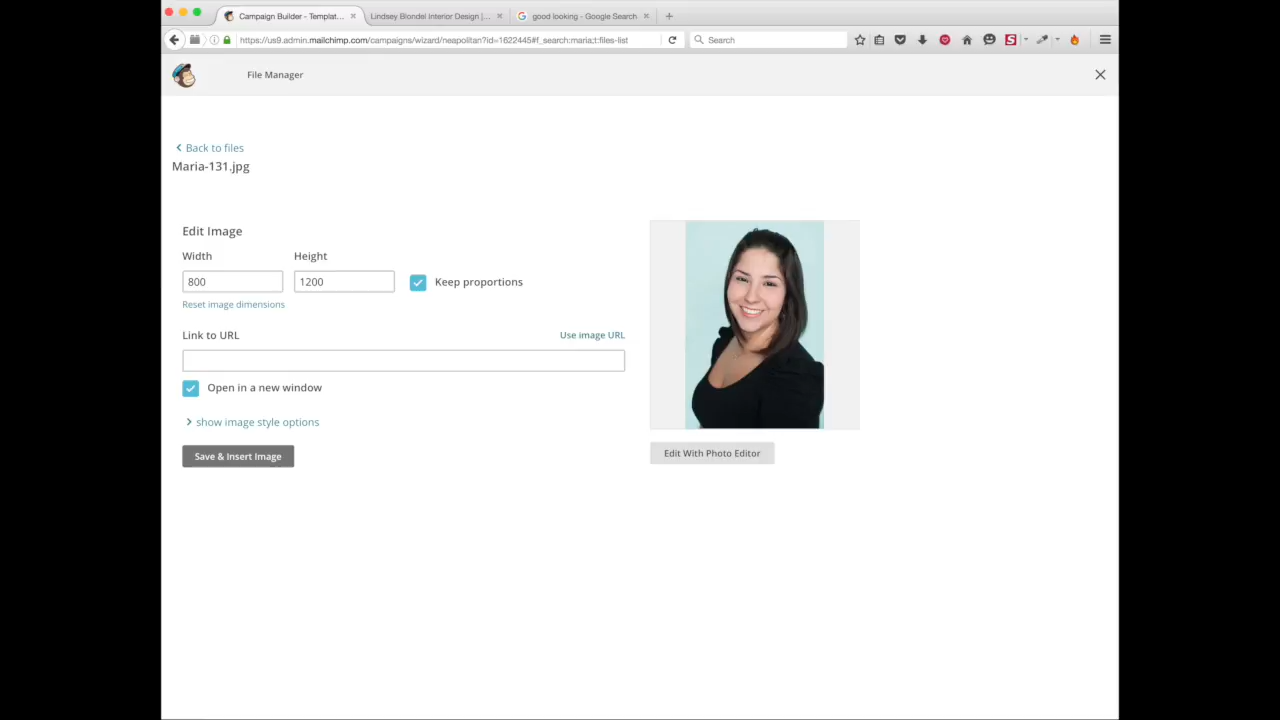 Campaign Builder - Templat...
Lindsey Blondel Interior Design |...
good looking - Google Search
https://us9.admin.mailchimp.com/campaigns/wizard/neapolitan?id=1622445#f_search:maria;t:files-list
Search
S
File Manager
Back to files
Maria-131.jpg
Edit Image
Width
Height
800
1200
Keep proportions
Reset image dimensions
Link to URL
Use image URL
Open in a new window
show image style options
Save & Insert Image
Edit With Photo Editor